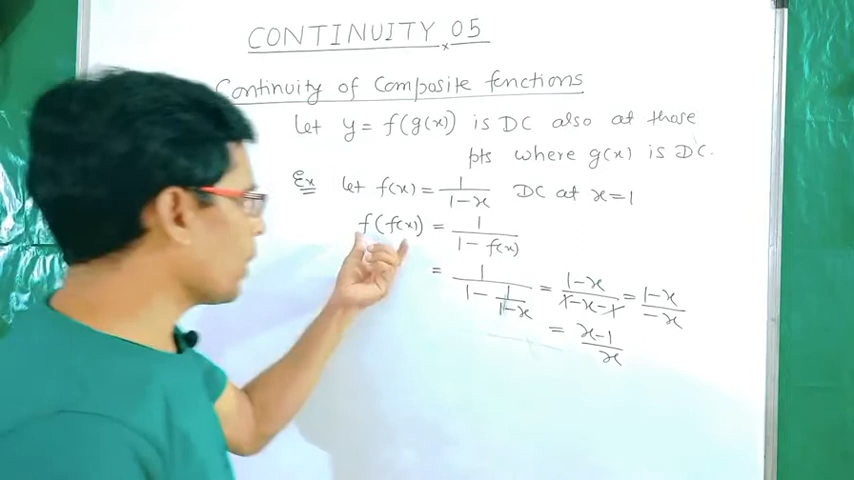 CONTINUITY 05
Continuity of Composite functions
let y = f(g(x)) is DC also at those
pts where g(x) is DC.
Ex let f(x) = 1/(1-x) DC at x=1
f(f(x)) = 1/(1-f(x))
= 1/(1-1/(1-x)) = (1-x)/(1-x-1) = (1-x)/(-x)
= (x-1)/x